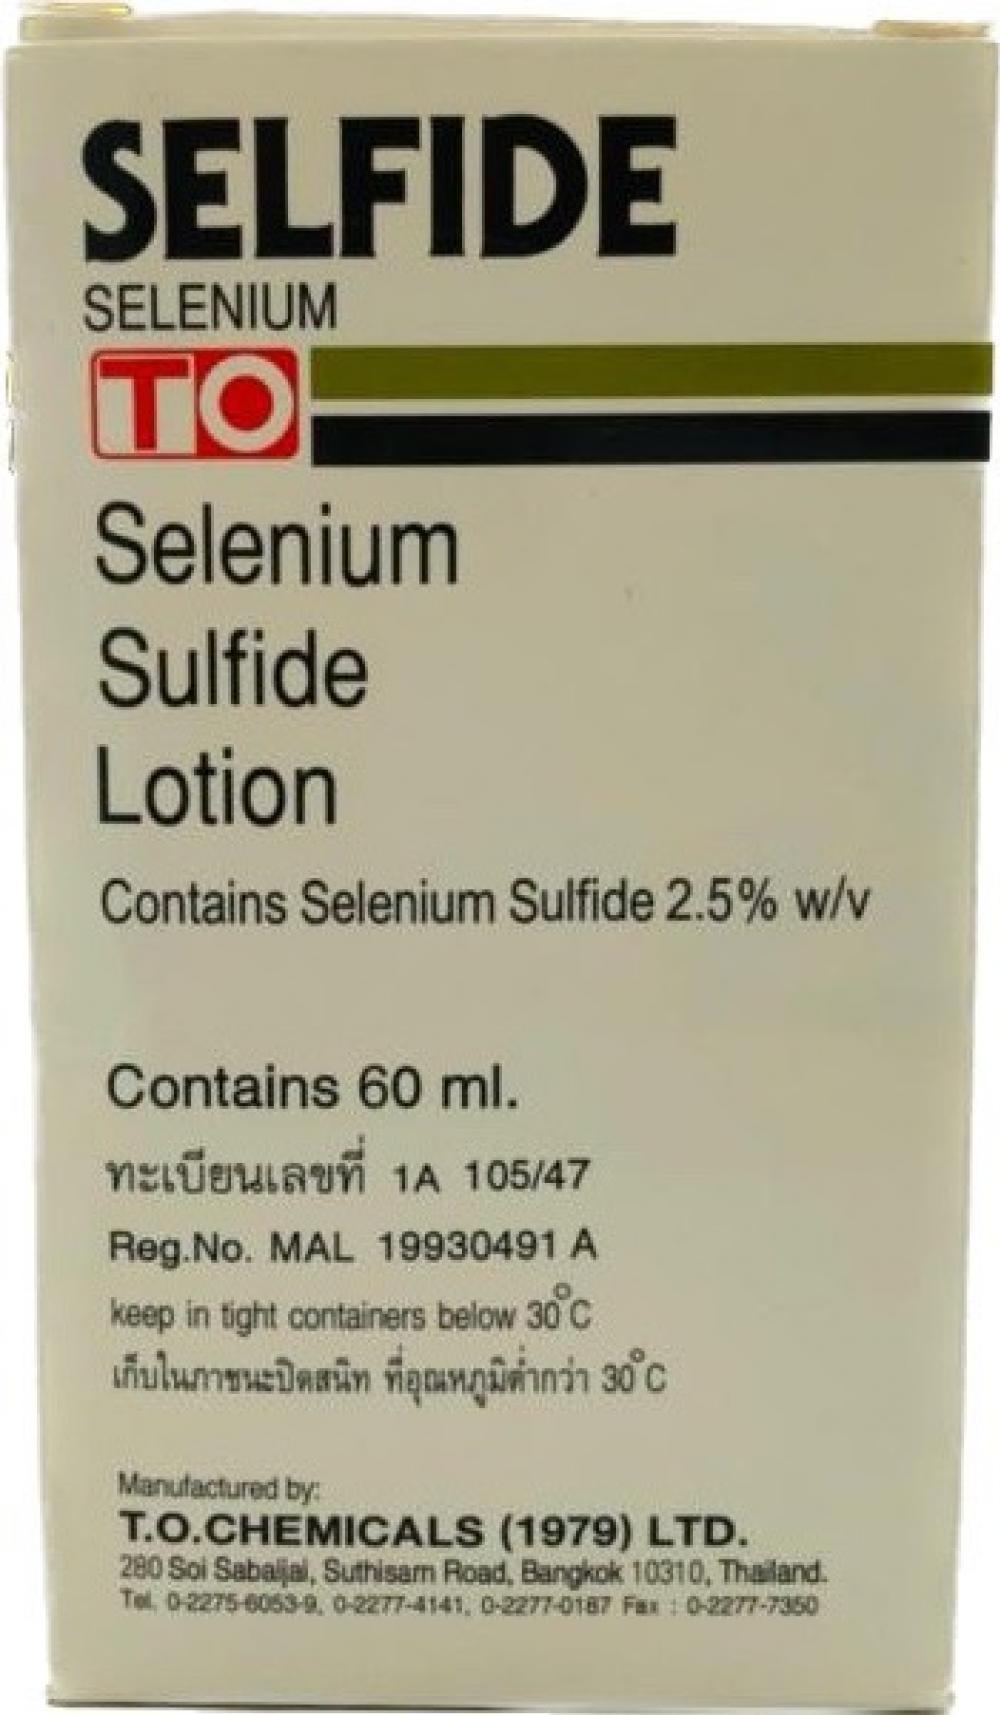 SELFIDE
SELENIUM
TO
Selenium
Sulfide
Lotion
Contains Selenium Sulfide 2.5% w/v
Contains 60 ml.
ทะเบียนเลขที่ 1A 105/47
Reg.No. MAL 19930491 A
keep in tight containers below 30°C
เก็บในภาชนะปิดสนิท ที่อุณหภูมิต่ำกว่า 30°C
Manufactured by:
T.O.CHEMICALS (1979) LTD.
280 Soi Sabaijai, Suthisarn Road, Bangkok 10310, Thailand.
Tel. 0-2275-6053-9, 0-2277-4141, 0-2277-0187 Fax : 0-2277-7350